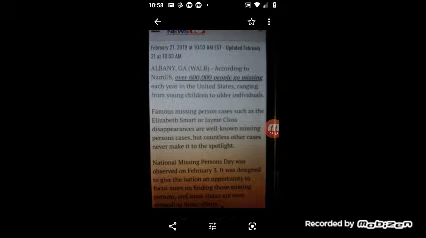 10:58
NEWS
February 21, 2019 at 10:02 AM EST - Updated February
21 at 10:03 AM
ALBANY, GA (WALB) - According to
NamUS, over 600,000 people go missing
each year in the United States, ranging
from young children to older individuals.
Famous missing person cases such as the
Elizabeth Smart or Jayme Closs
disappearances are well-known missing
persons cases, but countless other cases
never make it to the spotlight.
National Missing Persons Day was
observed on February 3. It was designed
to give the nation an opportunity to
focus more on finding those missing
Recorded by Mobizen